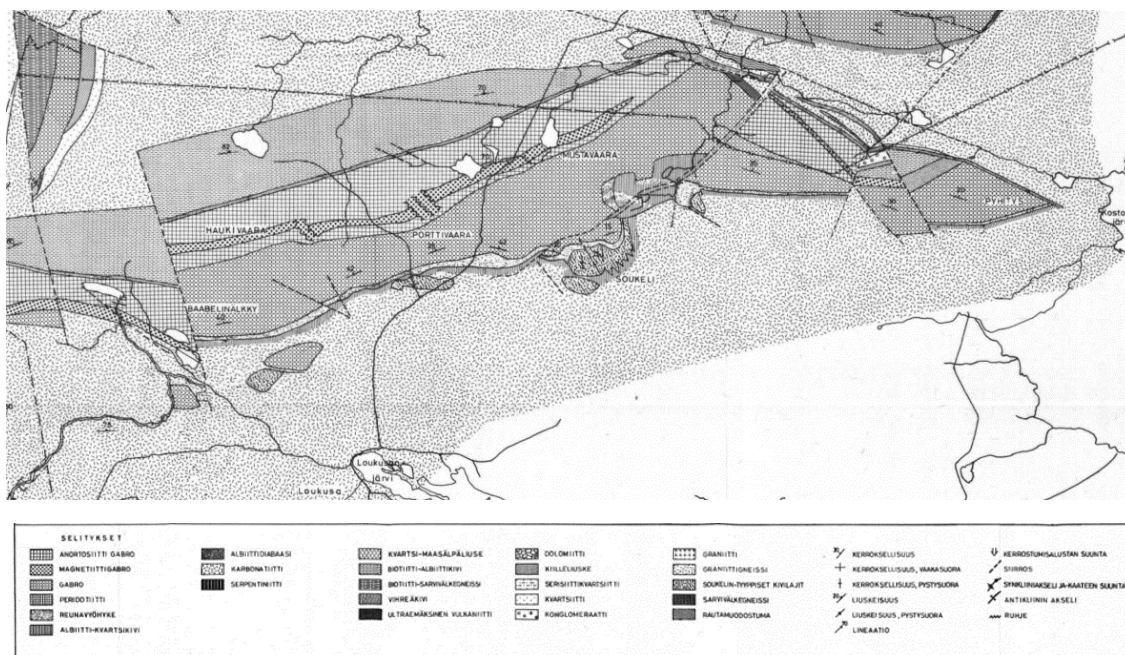 MUSTAVAARA
PYHITYS
Kosto
järv
HAUKIVAARA
PORTTIVAARA
SOUKELI
BAABELINÄLKKY
Loukusan
järvi
Loukusa
SELITYKSET
ANORTOSIITTI GABRO
MAGNETIITTIGABRO
GABRO
PERIDOTIITTI
REUNAVYÖHYKE
ALBIITTI-KVARTSIKIVI
ALBIITTIDIABAASI
KARBONATIITTI
SERPENTINIITTI
KVARTSI-MAASÄLPÄLIUSE
BIOTIITTI-ALBIITTIKIVI
BIOTIITTI-SARVIVÄLKEGNEISSI
VIHREÄKIVI
ULTRAEMÄKSINEN VULKANIITTI
DOLOMIITTI
KIILLELIUSKE
SERISIITTIKVARTSIITTI
KVARTSIITTI
KONGLOMERAATTI
GRANIITTI
GRANIITTIGNEISSI
SOUKELIN-TYYPPISET KIVILAJIT
SARVIVÄLKEGNEISSI
RAUTAMUODOSTUMA
KERROKSELLISUUS
KERROKSELLISUUS, VAAKASUORA
KERROKSELLISUUS, PYSTYSUORA
LIUSKEISUUS
LIUSKEISUUS, PYSTYSUORA
LINEAATIO
KERROSTUMISALUSTAN SUUNTA
SIIRROS
SYNKLIINIAKSELI JA-KAATEEN SUUNTA
ANTIKLIININ AKSELI
RUHJE